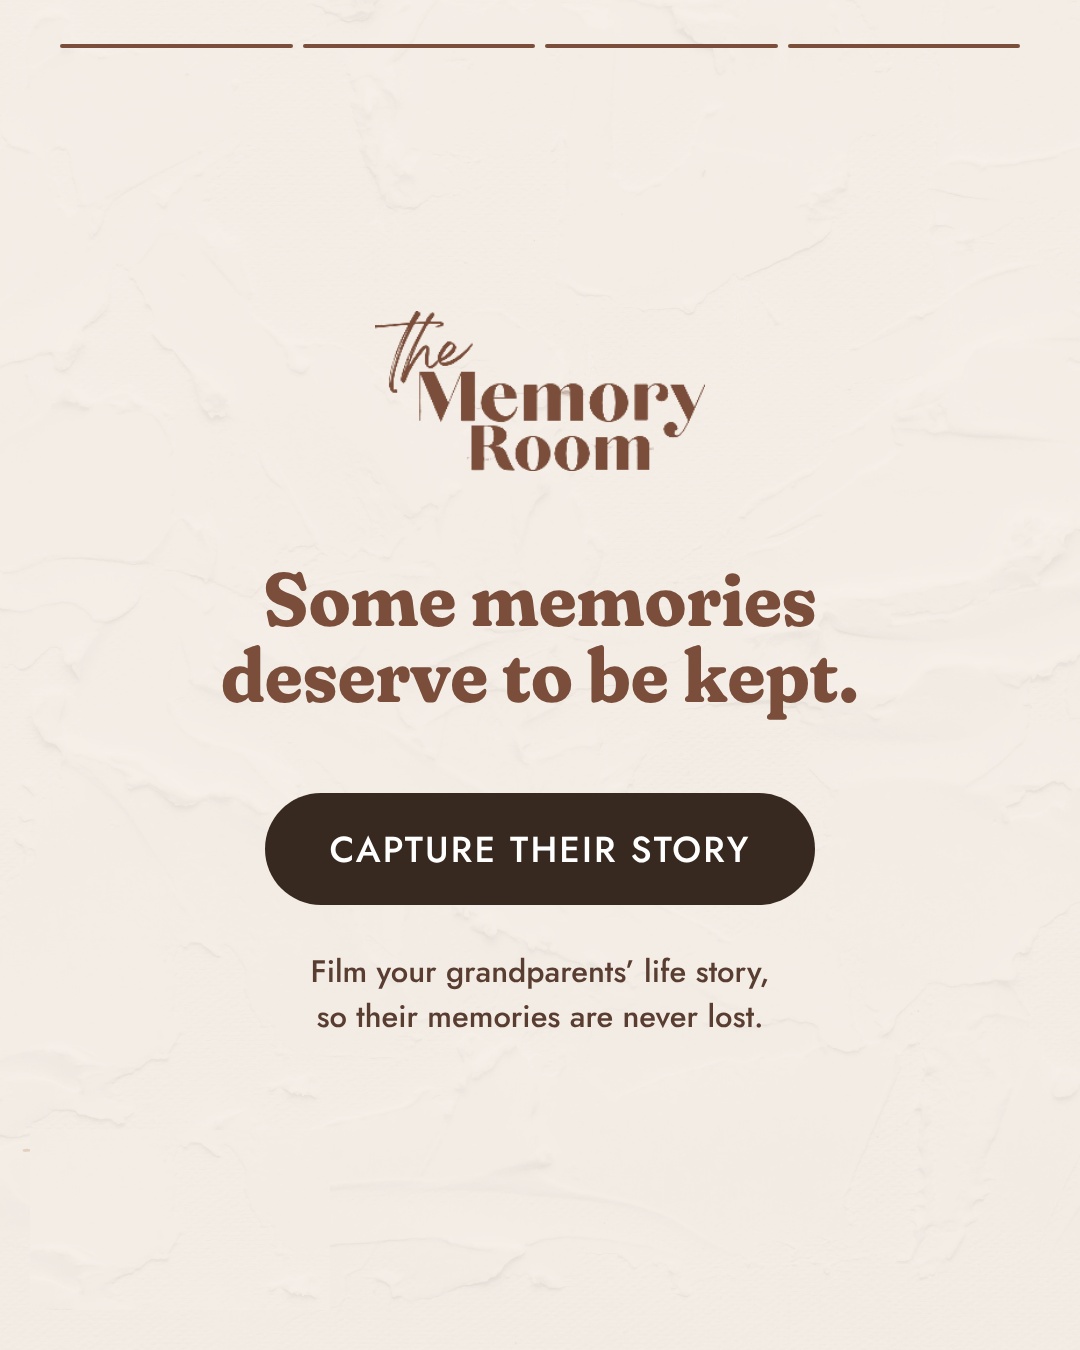 the
Memory
Room
Some memories
deserve to be kept.
CAPTURE THEIR STORY
Film your grandparents’ life story,
so their memories are never lost.